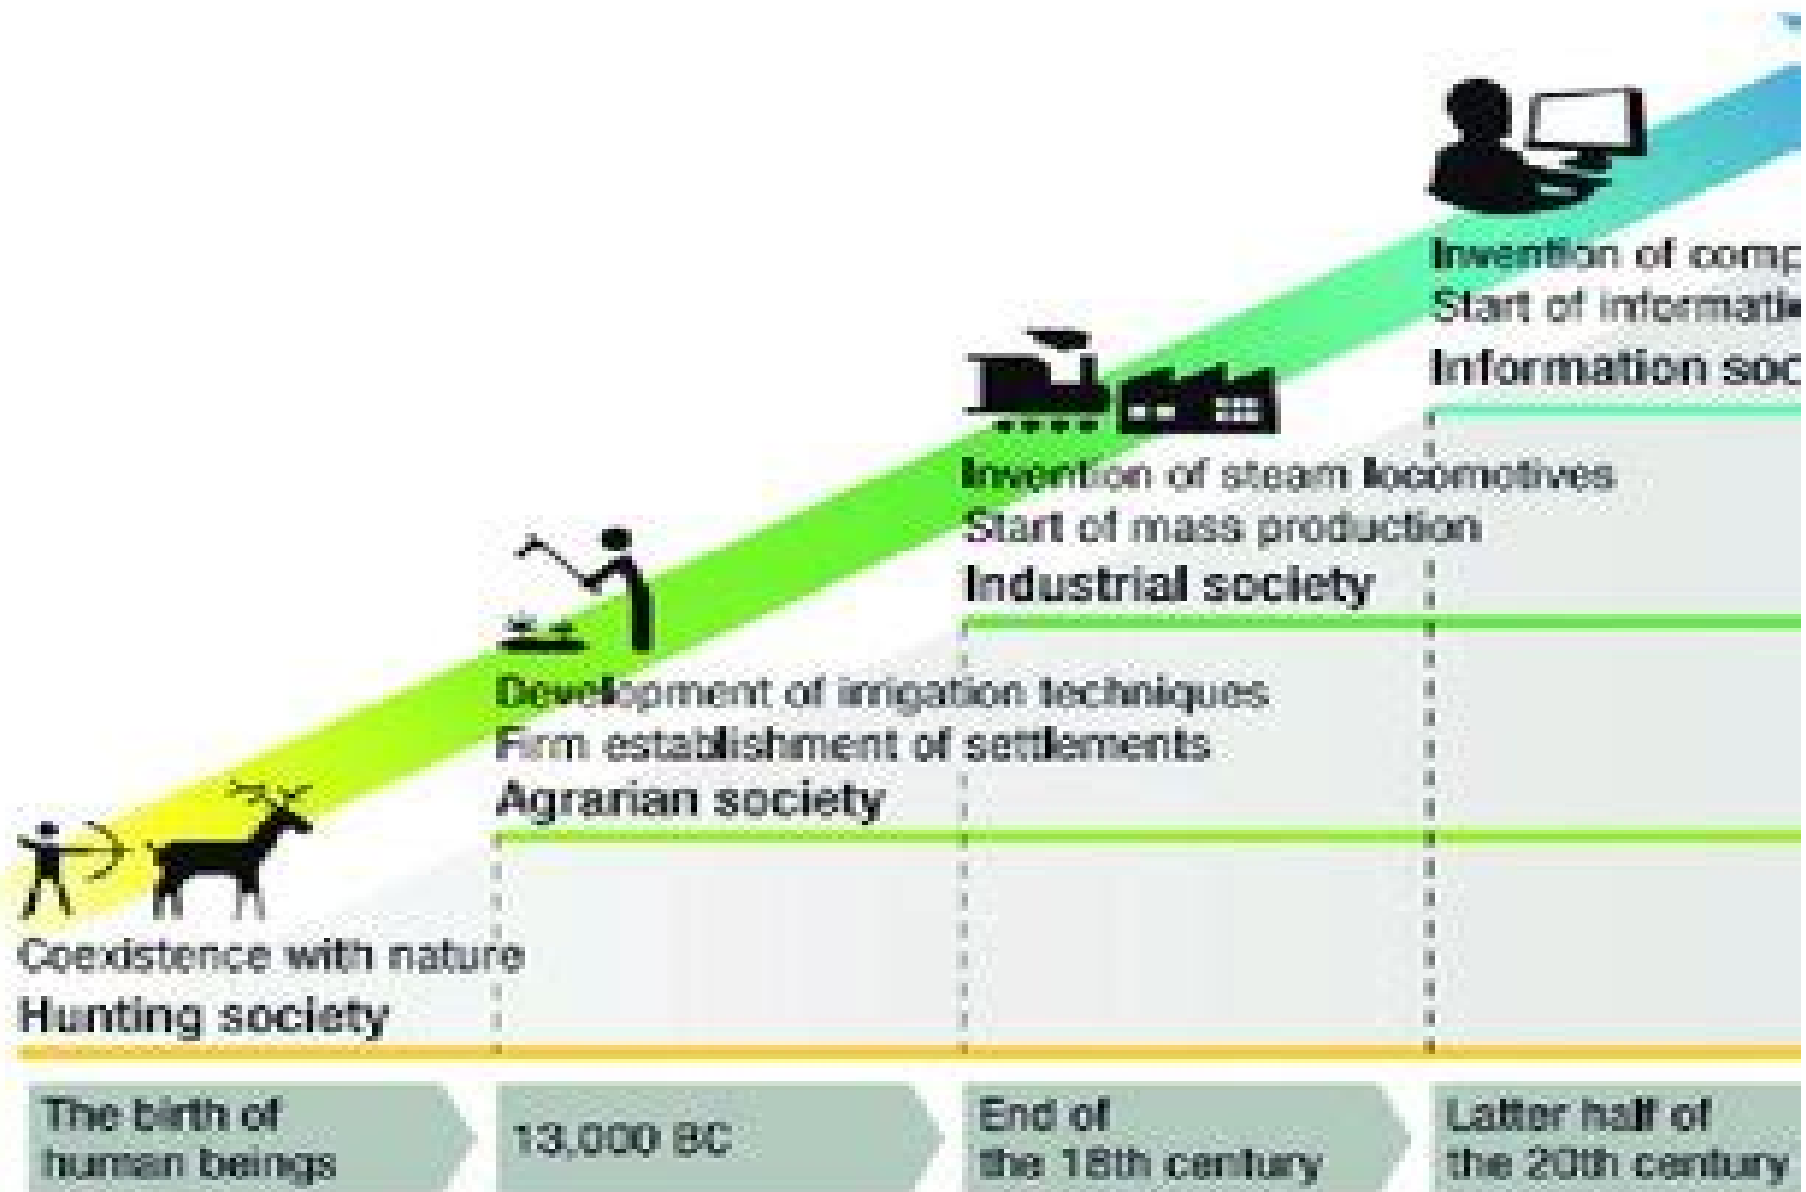 Invention of comp
Start of informati
Information soc
Invention of steam locomotives
Start of mass production
Industrial society
Development of irrigation techniques
Firm establishment of settlements
Agrarian society
Coexistence with nature
Hunting society
The birth of
human beings
13,000 BC
End of
the 18th century
Latter half of
the 20th century